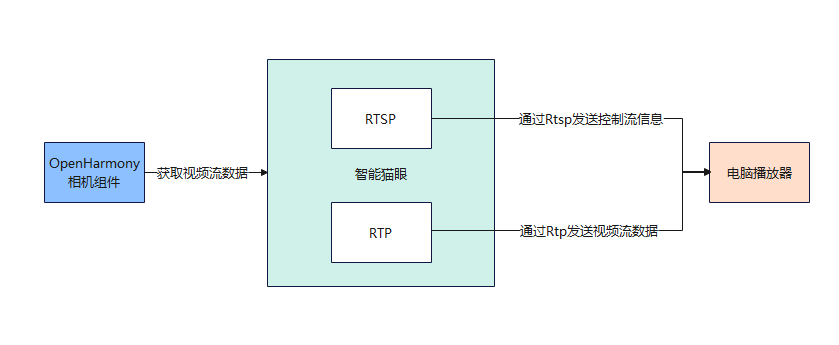 OpenHarmony
相机组件
获取视频流数据
RTSP
智能猫眼
RTP
通过Rtsp发送控制流信息
通过Rtp发送视频流数据
电脑播放器